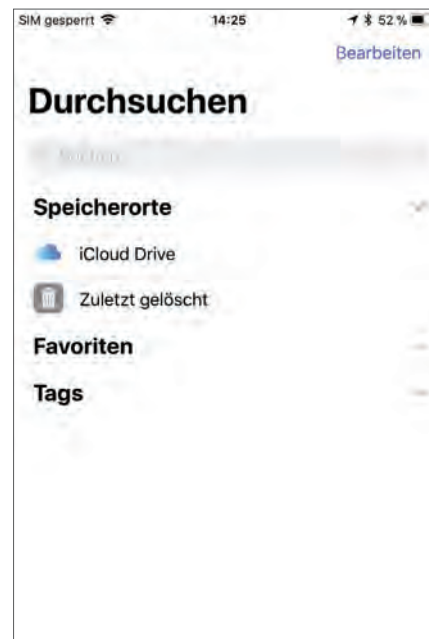 SIM gesperrt 14:25 52 %
Bearbeiten
Durchsuchen
Speicherorte
iCloud Drive
Zuletzt gelöscht
Favoriten
Tags